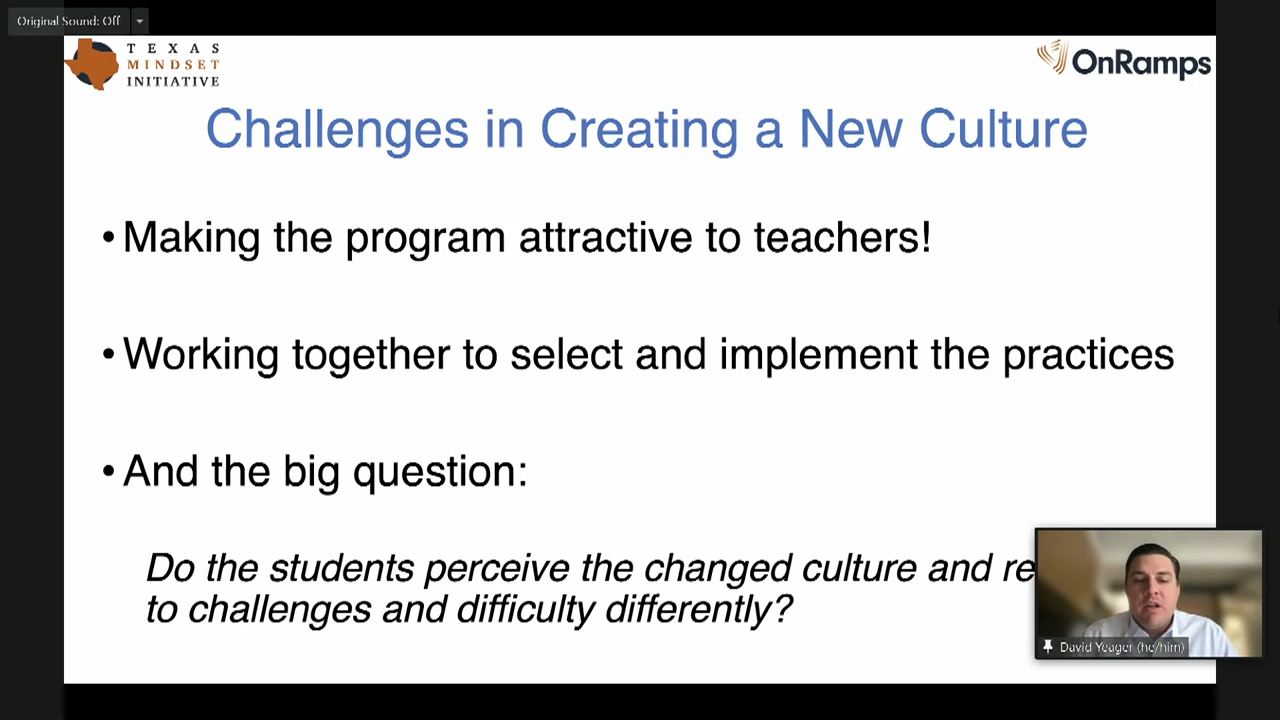 Original Sound: Off
TEXAS
MINDSET
INITIATIVE
OnRamps
Challenges in Creating a New Culture
• Making the program attractive to teachers!
• Working together to select and implement the practices
• And the big question:
Do the students perceive the changed culture and re
to challenges and difficulty differently?
David Yeager (he/him)